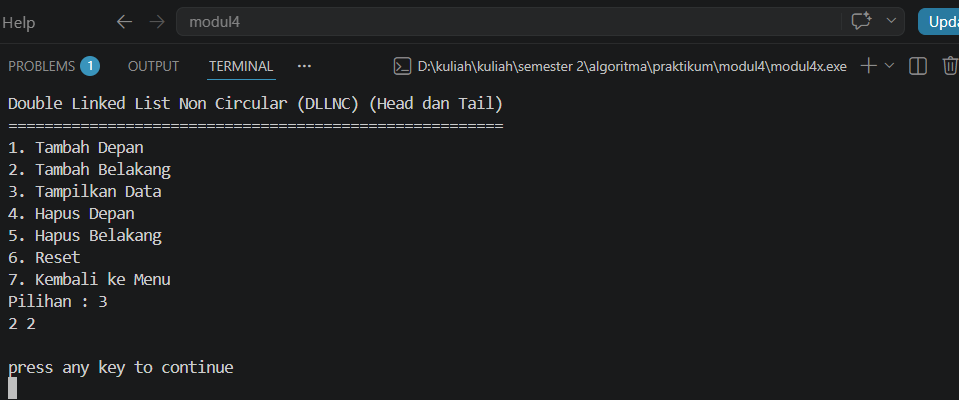 Help
modul4
Upda
PROBLEMS 1 OUTPUT TERMINAL ··· D:\kuliah\kuliah\semester 2\algoritma\praktikum\modul4\modul4x.exe
Double Linked List Non Circular (DLLNC) (Head dan Tail)
=======================================================
1. Tambah Depan
2. Tambah Belakang
3. Tampilkan Data
4. Hapus Depan
5. Hapus Belakang
6. Reset
7. Kembali ke Menu
Pilihan : 3
2 2
press any key to continue